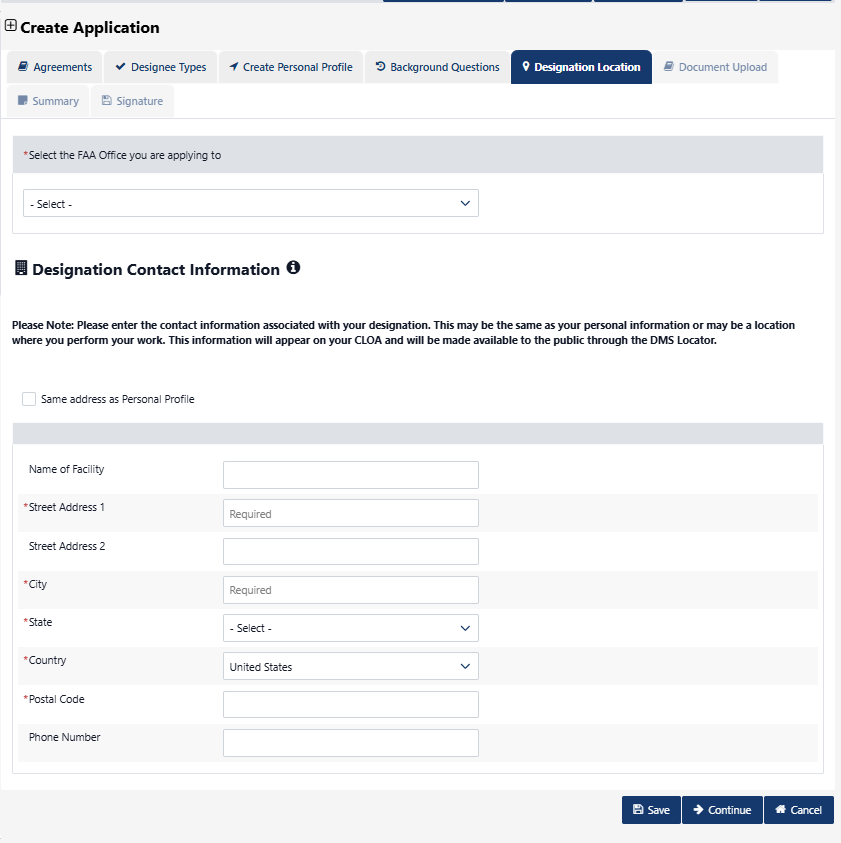 Create Application
Agreements
Designee Types
Create Personal Profile
Background Questions
Designation Location
Document Upload
Summary
Signature
*Select the FAA Office you are applying to
- Select -
Designation Contact Information
Please Note: Please enter the contact information associated with your designation. This may be the same as your personal information or may be a location
where you perform your work. This information will appear on your CLOA and will be made available to the public through the DMS Locator.
Same address as Personal Profile
Name of Facility
*Street Address 1
Required
Street Address 2
*City
Required
*State
- Select -
*Country
United States
*Postal Code
Phone Number
Save
Continue
Cancel